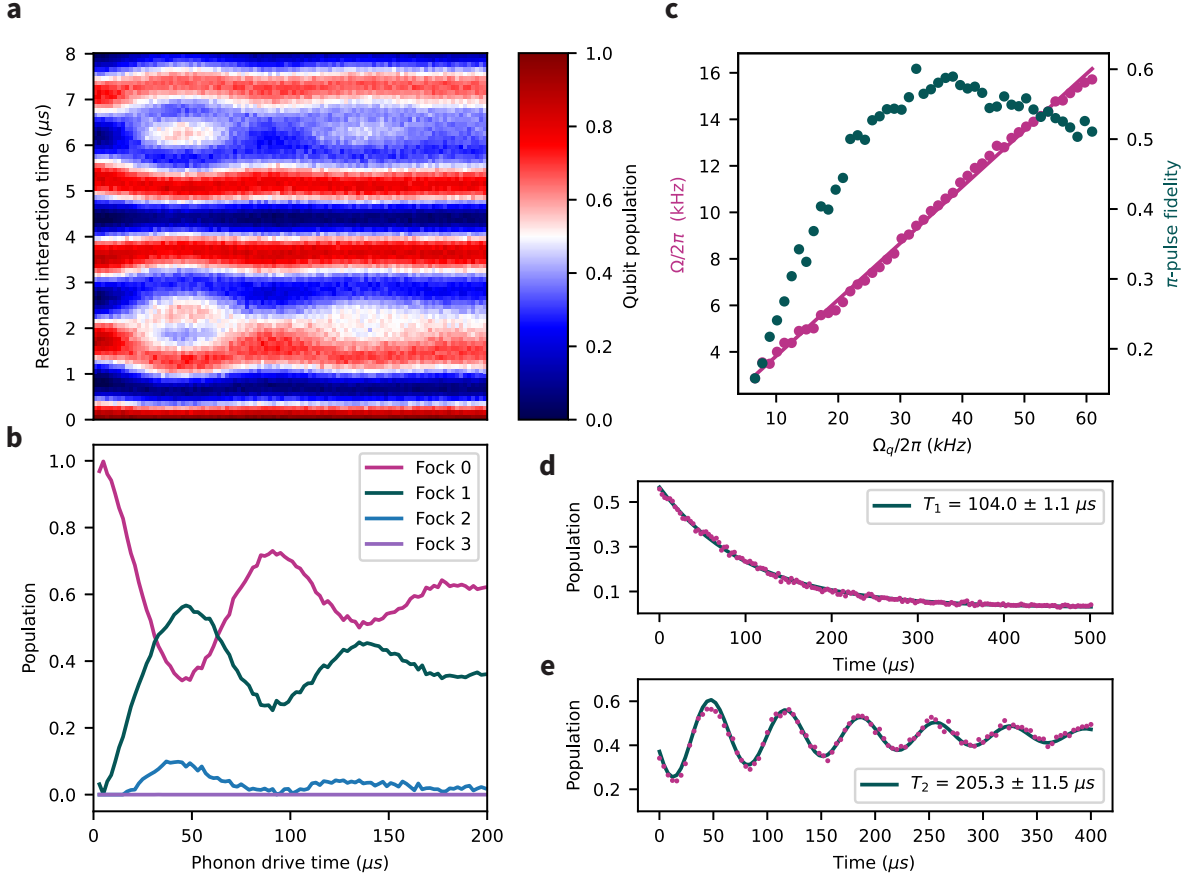 a
8
7
6
5
4
3
2
1
0
Resonant interaction time (μs)
1.0
0.8
0.6
0.4
0.2
0.0
Qubit population
b
1.0
0.8
0.6
0.4
0.2
0.0
Population
Fock 0
Fock 1
Fock 2
Fock 3
0 50 100 150 200
Phonon drive time (μs)
c
16
14
12
10
8
6
4
Ω/2π (kHz)
0.6
0.5
0.4
0.3
0.2
π-pulse fidelity
10 20 30 40 50 60
Ω_q/2π (kHz)
d
0.5
0.3
0.1
Population
T_1 = 104.0 ± 1.1 μs
0 100 200 300 400 500
Time (μs)
e
0.6
0.4
0.2
Population
T_2 = 205.3 ± 11.5 μs
0 50 100 150 200 250 300 350 400
Time (μs)